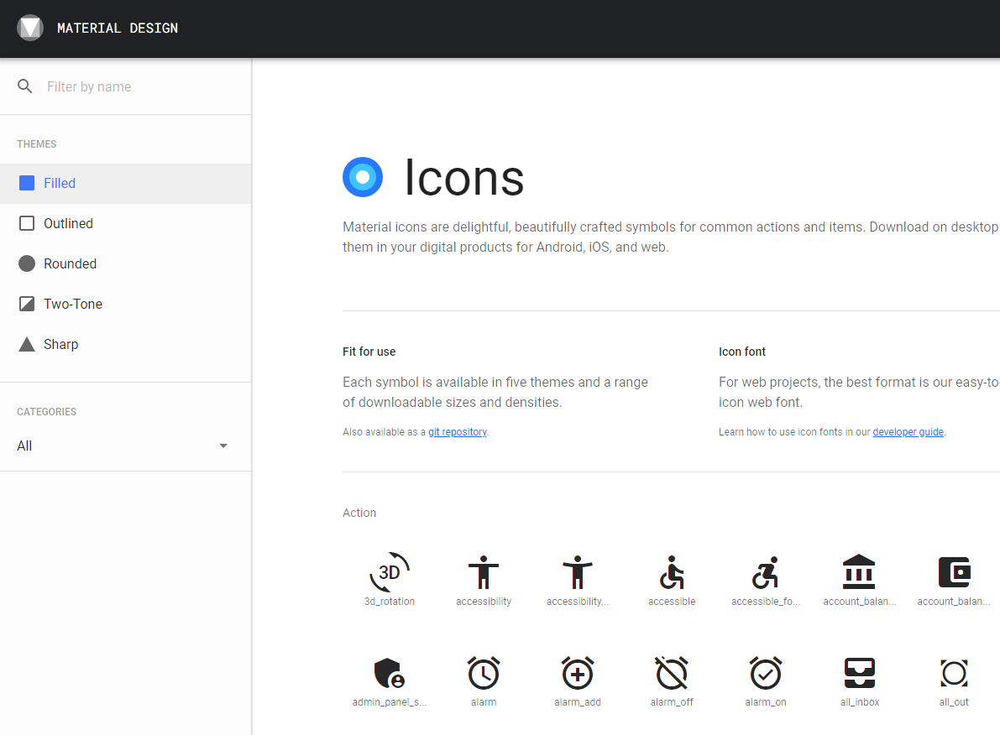 MATERIAL DESIGN
Filter by name
THEMES
Filled
Outlined
Rounded
Two-Tone
Sharp
CATEGORIES
All
Icons
Material icons are delightful, beautifully crafted symbols for common actions and items. Download on desktop
them in your digital products for Android, iOS, and web.
Fit for use
Each symbol is available in five themes and a range
of downloadable sizes and densities.
Also available as a git repository.
Icon font
For web projects, the best format is our easy-to-
icon web font.
Learn how to use icon fonts in our developer guide.
Action
3D
3d_rotation accessibility accessibility... accessible accessible_fo... account_balan... account_balan...
admin_panel_s... alarm alarm_add alarm_off alarm_on all_inbox all_out